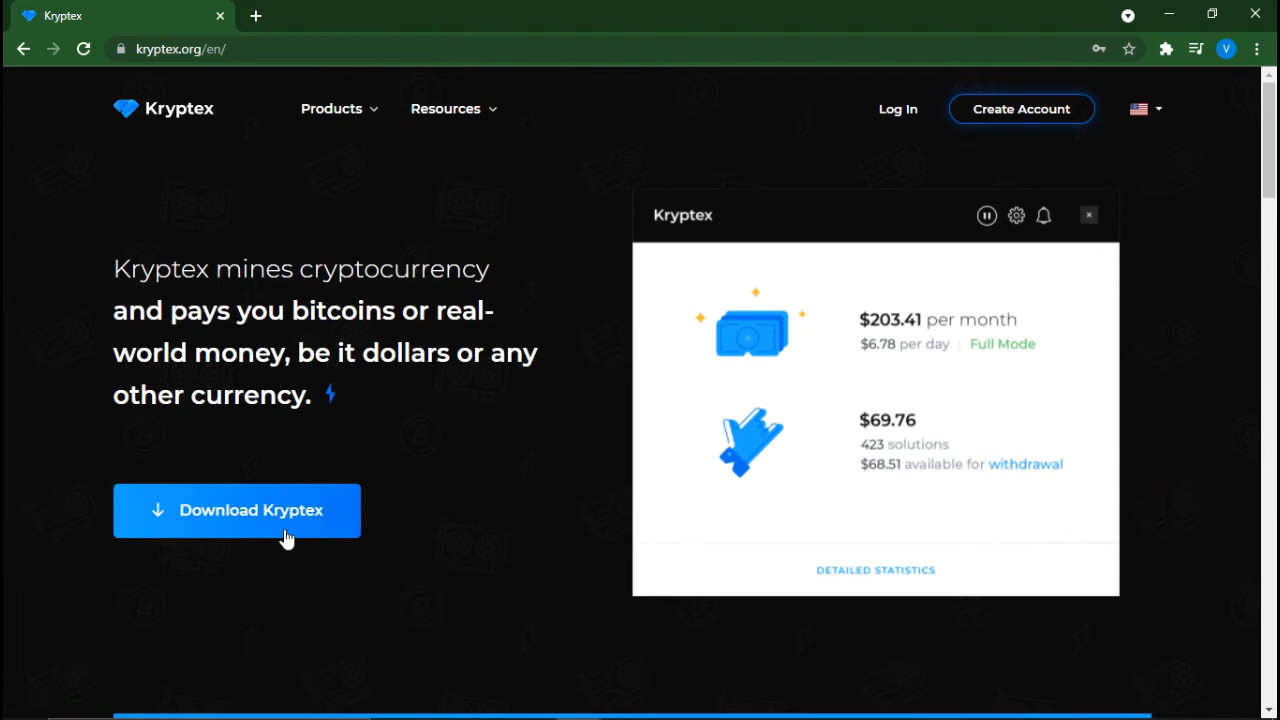 Kryptex
kryptex.org/en/
V
Kryptex
Products
Resources
Log In
Create Account
Kryptex mines cryptocurrency
and pays you bitcoins or real-
world money, be it dollars or any
other currency.
Download Kryptex
Kryptex
$203.41 per month
$6.78 per day | Full Mode
$69.76
423 solutions
$68.51 available for withdrawal
DETAILED STATISTICS